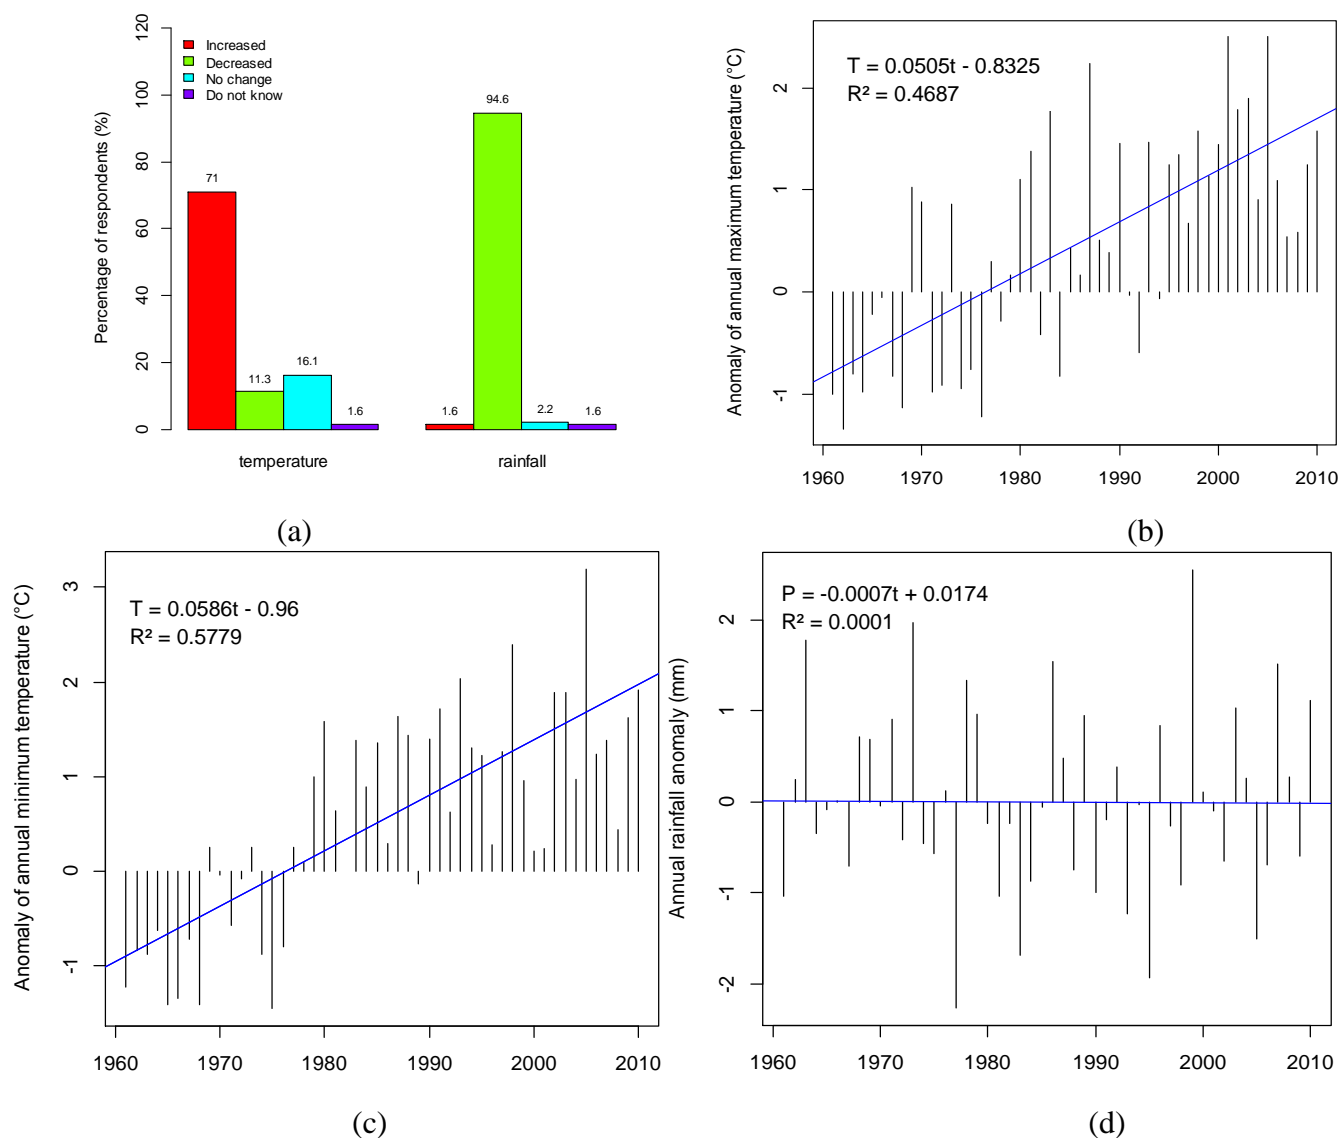 Percentage of respondents (%)
120
100
80
60
40
20
0
Increased
Decreased
No change
Do not know
71
11.3
16.1
1.6
1.6
94.6
2.2
1.6
temperature
rainfall
(a)
Anomaly of annual maximum temperature (°C)
2
1
0
-1
T = 0.0505t - 0.8325
R² = 0.4687
1960
1970
1980
1990
2000
2010
(b)
Anomaly of annual minimum temperature (°C)
3
2
1
0
-1
T = 0.0586t - 0.96
R² = 0.5779
1960
1970
1980
1990
2000
2010
(c)
Annual rainfall anomaly (mm)
2
1
0
-1
-2
P = -0.0007t + 0.0174
R² = 0.0001
1960
1970
1980
1990
2000
2010
(d)